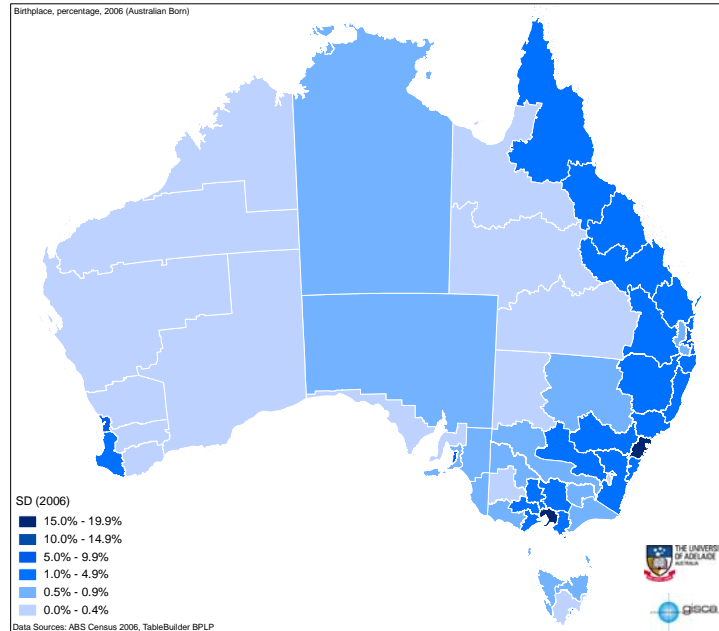 Birthplace, percentage, 2006 (Australian Born)
SD (2006)
15.0% - 19.9%
10.0% - 14.9%
5.0% - 9.9%
1.0% - 4.9%
0.5% - 0.9%
0.0% - 0.4%
THE UNIVERSI
OF ADELAIDE
AUSTRALIA
gisca
Data Sources: ABS Census 2006, TableBuilder BPLP